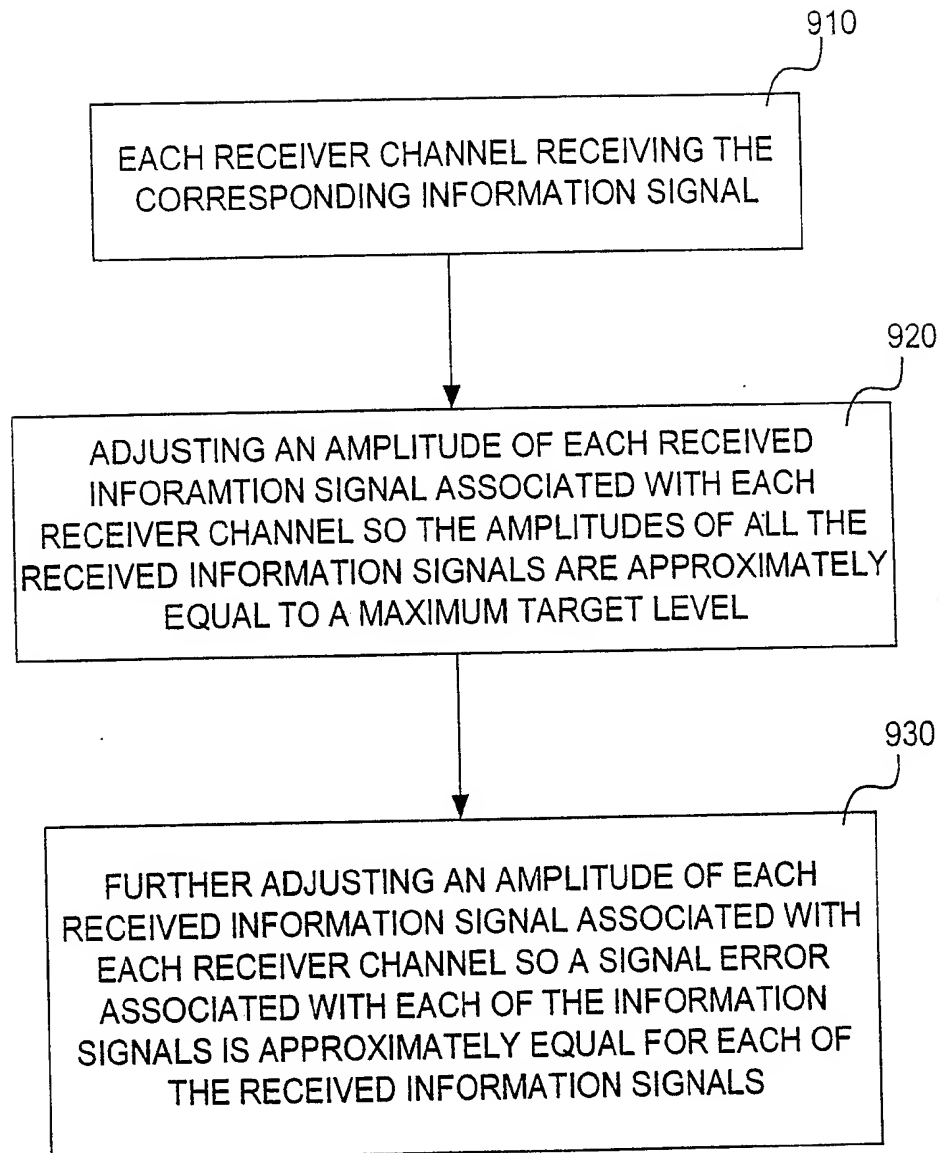 910
EACH RECEIVER CHANNEL RECEIVING THE
CORRESPONDING INFORMATION SIGNAL
920
ADJUSTING AN AMPLITUDE OF EACH RECEIVED
INFORAMTION SIGNAL ASSOCIATED WITH EACH
RECEIVER CHANNEL SO THE AMPLITUDES OF ALL THE
RECEIVED INFORMATION SIGNALS ARE APPROXIMATELY
EQUAL TO A MAXIMUM TARGET LEVEL
930
FURTHER ADJUSTING AN AMPLITUDE OF EACH
RECEIVED INFORMATION SIGNAL ASSOCIATED WITH
EACH RECEIVER CHANNEL SO A SIGNAL ERROR
ASSOCIATED WITH EACH OF THE INFORMATION
SIGNALS IS APPROXIMATELY EQUAL FOR EACH OF
THE RECEIVED INFORMATION SIGNALS